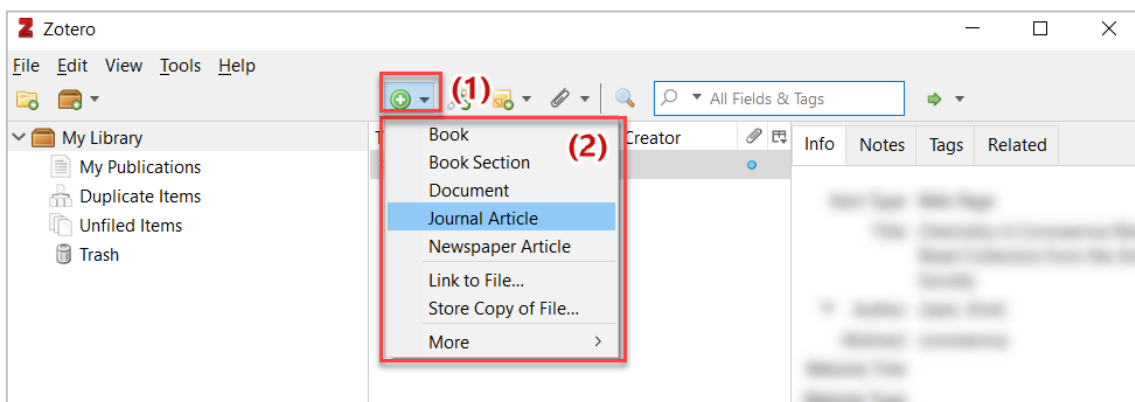 Zotero
File Edit View Tools Help
(1)
All Fields & Tags
My Library
My Publications
Duplicate Items
Unfiled Items
Trash
T
Creator
(2)
Book
Book Section
Document
Journal Article
Newspaper Article
Link to File...
Store Copy of File...
More
Info Notes Tags Related